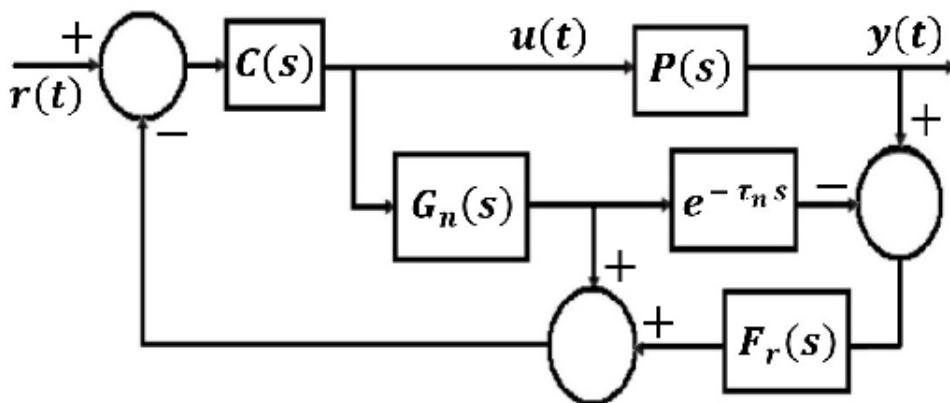 +
r(t)
−
C(s)
u(t)
P(s)
y(t)
+
G_n(s)
e^{-τ_n s}
−
+
+
F_r(s)